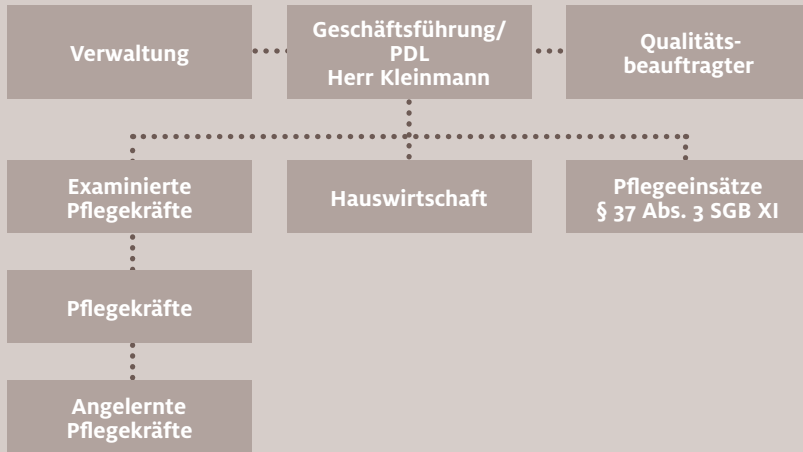 Verwaltung
Geschäftsführung/
PDL
Herr Kleinmann
Qualitäts-
beauftragter
Examinierte
Pflegekräfte
Hauswirtschaft
Pflegeeinsätze
§ 37 Abs. 3 SGB XI
Pflegekräfte
Angelernte
Pflegekräfte